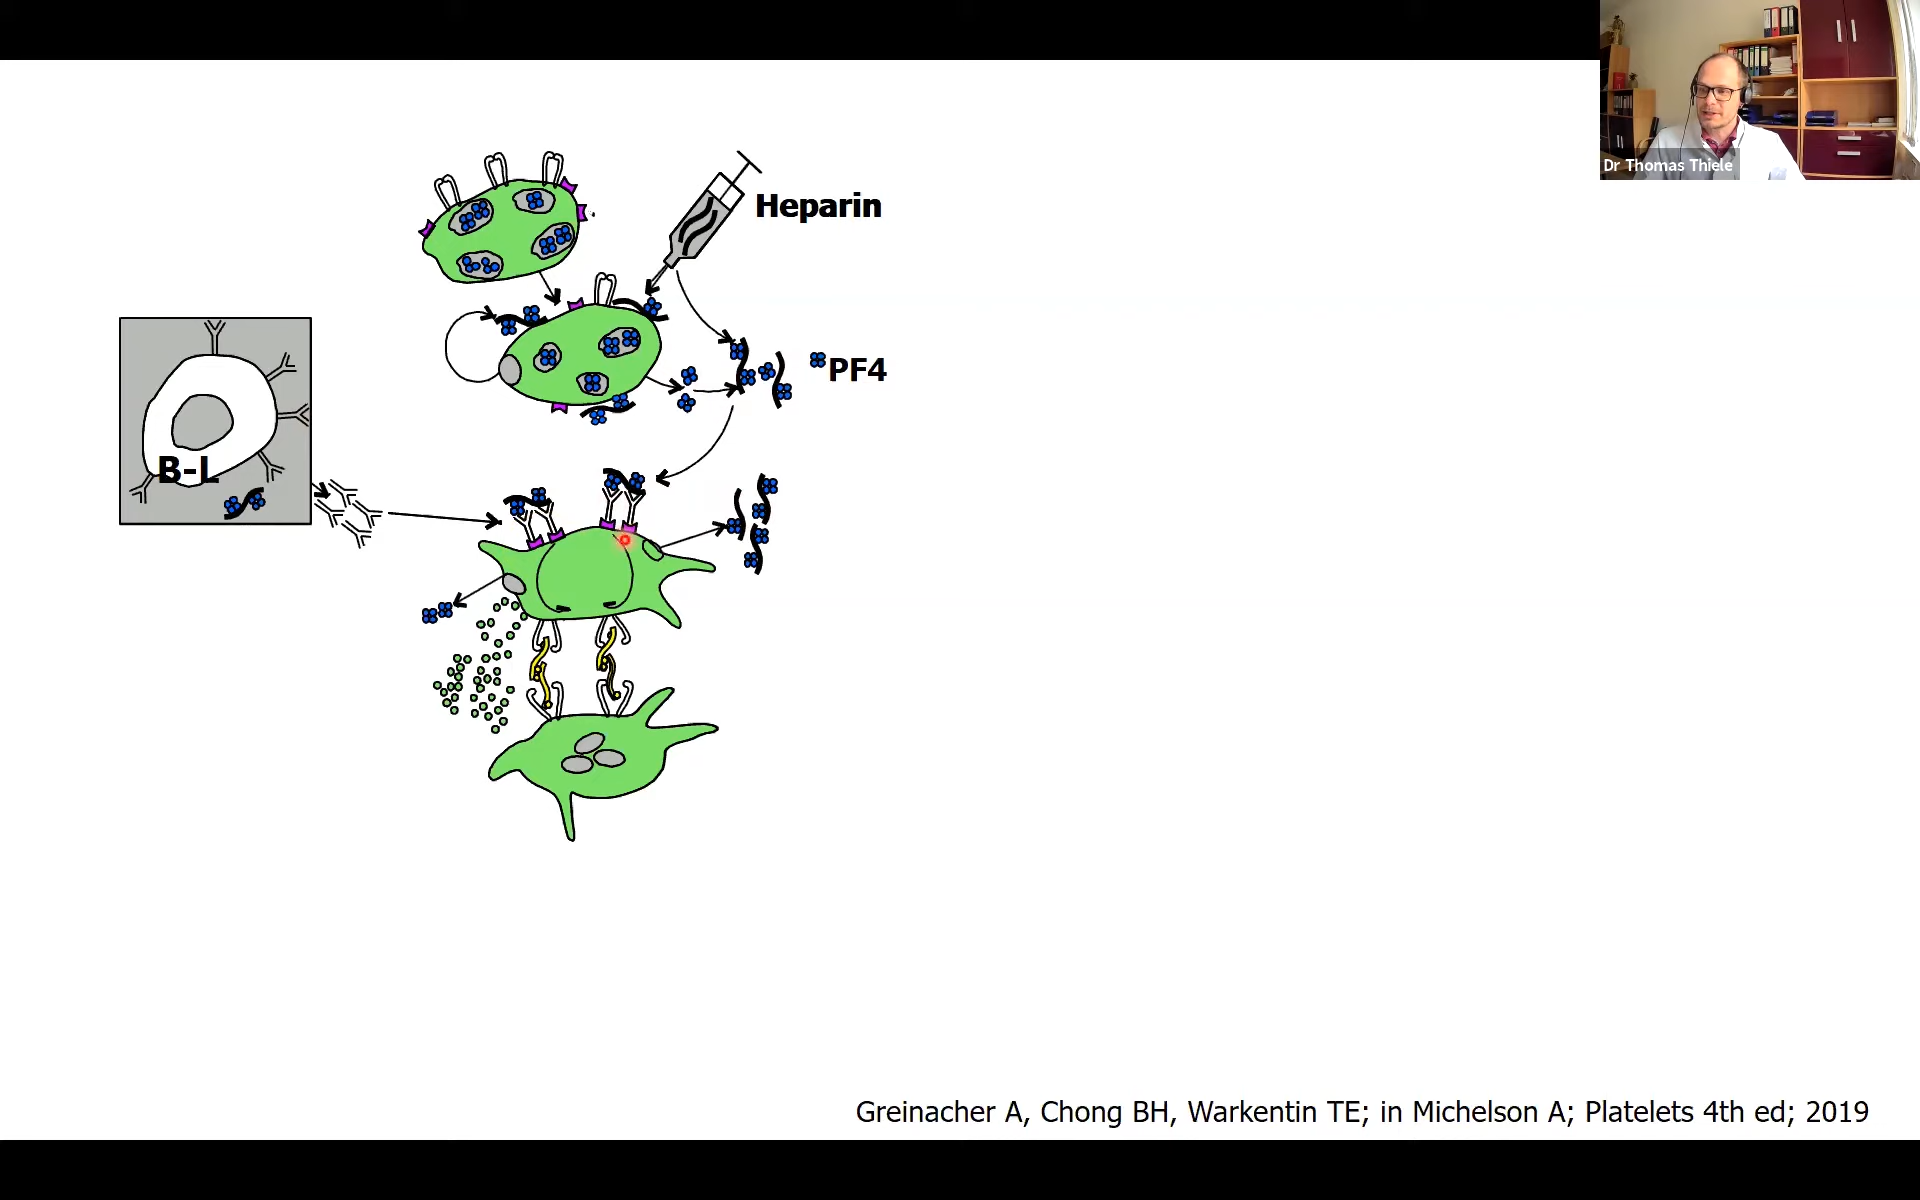 Dr Thomas Thiele
Heparin
PF4
B-L
Greinacher A, Chong BH, Warkentin TE; in Michelson A; Platelets 4th ed; 2019